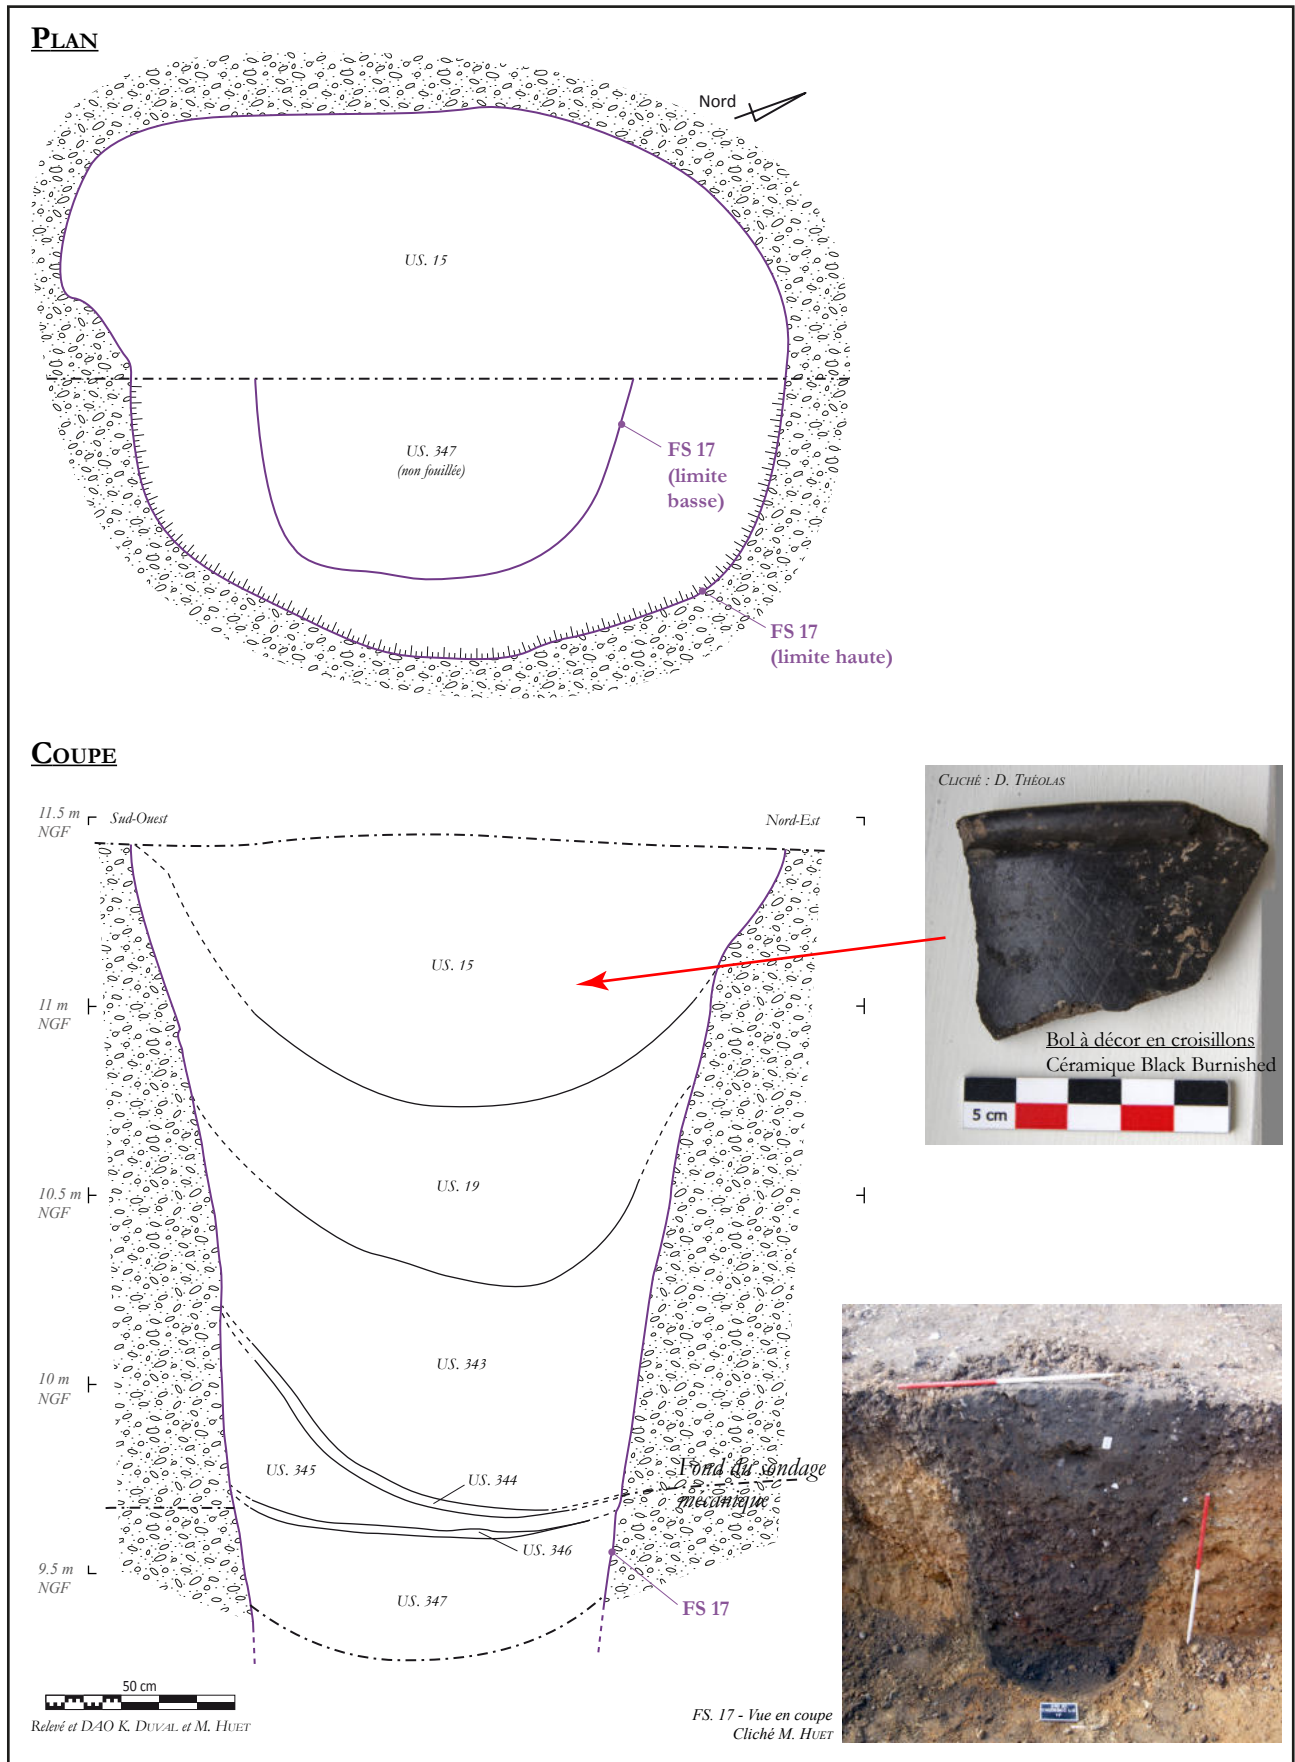 PLAN
Nord
US. 15
US. 347
(non fouillée)
FS 17
(limite
basse)
FS 17
(limite haute)
COUPE
11.5 m
NGF
Sud-Ouest
Nord-Est
US. 15
11 m
NGF
US. 19
10.5 m
NGF
US. 343
10 m
NGF
US. 345
US. 344
Fond du sondage
mécanique
US. 346
9.5 m
NGF
US. 347
FS 17
50 cm
Relevé et DAO K. DUVAL et M. HUET
CLICHÉ : D. THÉOLAS
Bol à décor en croisillons
Céramique Black Burnished
5 cm
FS. 17 - Vue en coupe
Cliché M. HUET